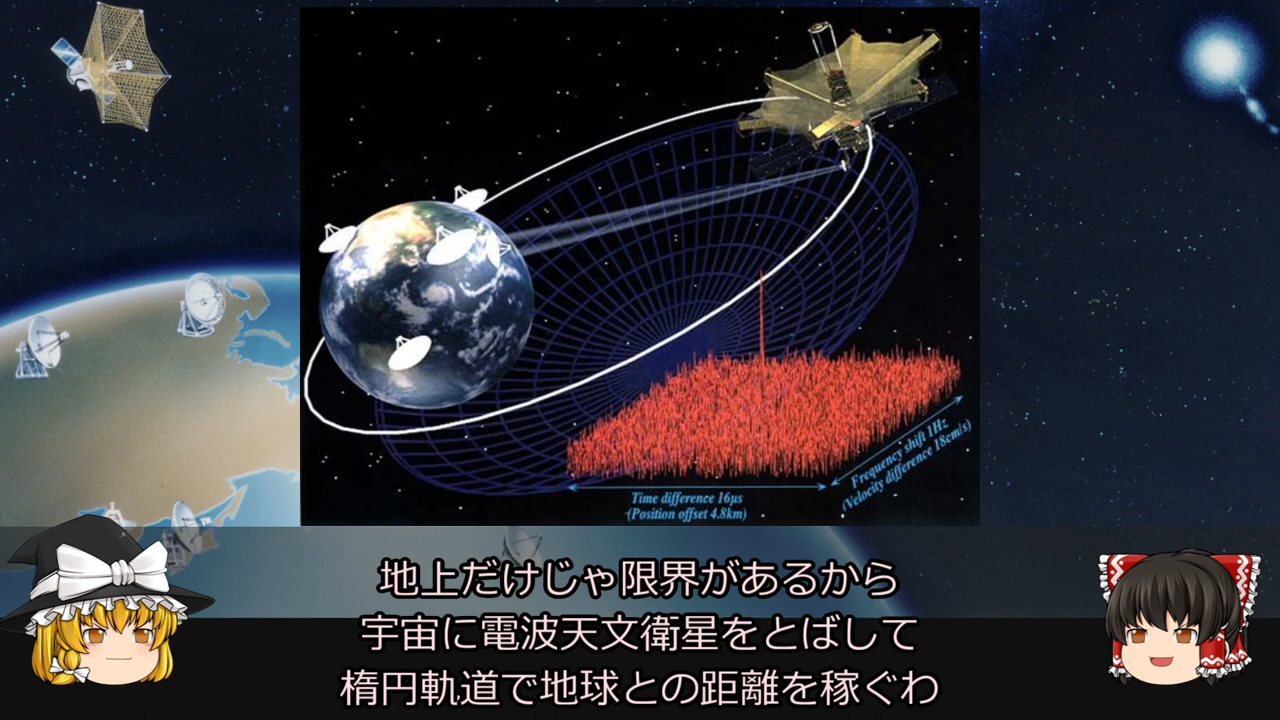 Time difference 16μs
(Position offset 4.8km)
Frequency shift 1Hz
(Velocity difference 18cm/s)
地上だけじゃ限界があるから
宇宙に電波天文衛星をとばして
楕円軌道で地球との距離を稼ぐわ